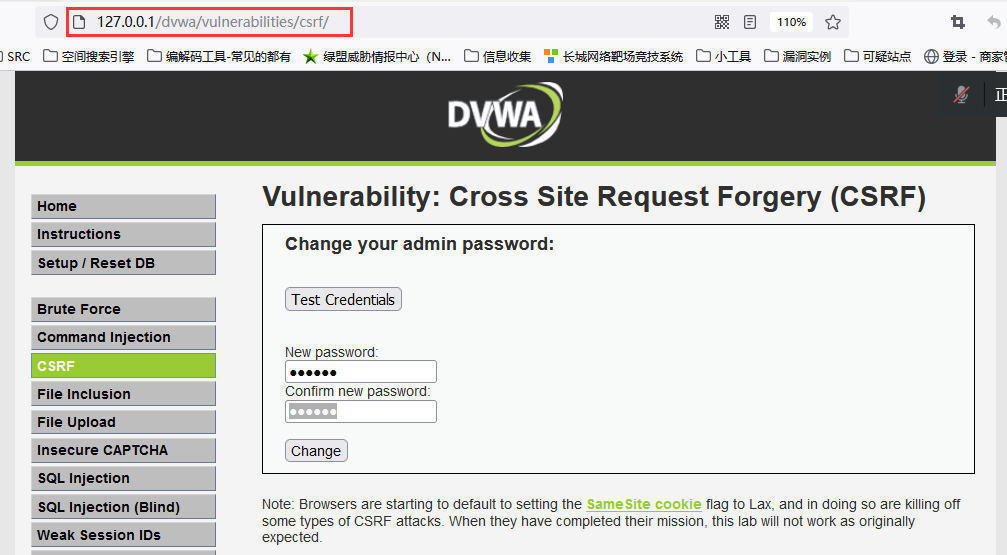 127.0.0.1/dvwa/vulnerabilities/csrf/ 110%
SRC 空间搜索引擎 编解码工具-常见的都有 绿盟威胁情报中心（N... 信息收集 长城网络靶场竞技系统 小工具 漏洞实例 可疑站点 登录 - 商家
DVWA
正
Vulnerability: Cross Site Request Forgery (CSRF)
Home
Instructions
Setup / Reset DB
Brute Force
Command Injection
CSRF
File Inclusion
File Upload
Insecure CAPTCHA
SQL Injection
SQL Injection (Blind)
Weak Session IDs
Change your admin password:
Test Credentials
New password:
●●●●●●
Confirm new password:
●●●●●●
Change
Note: Browsers are starting to default to setting the SameSite cookie flag to Lax, and in doing so are killing off
some types of CSRF attacks. When they have completed their mission, this lab will not work as originally
expected.